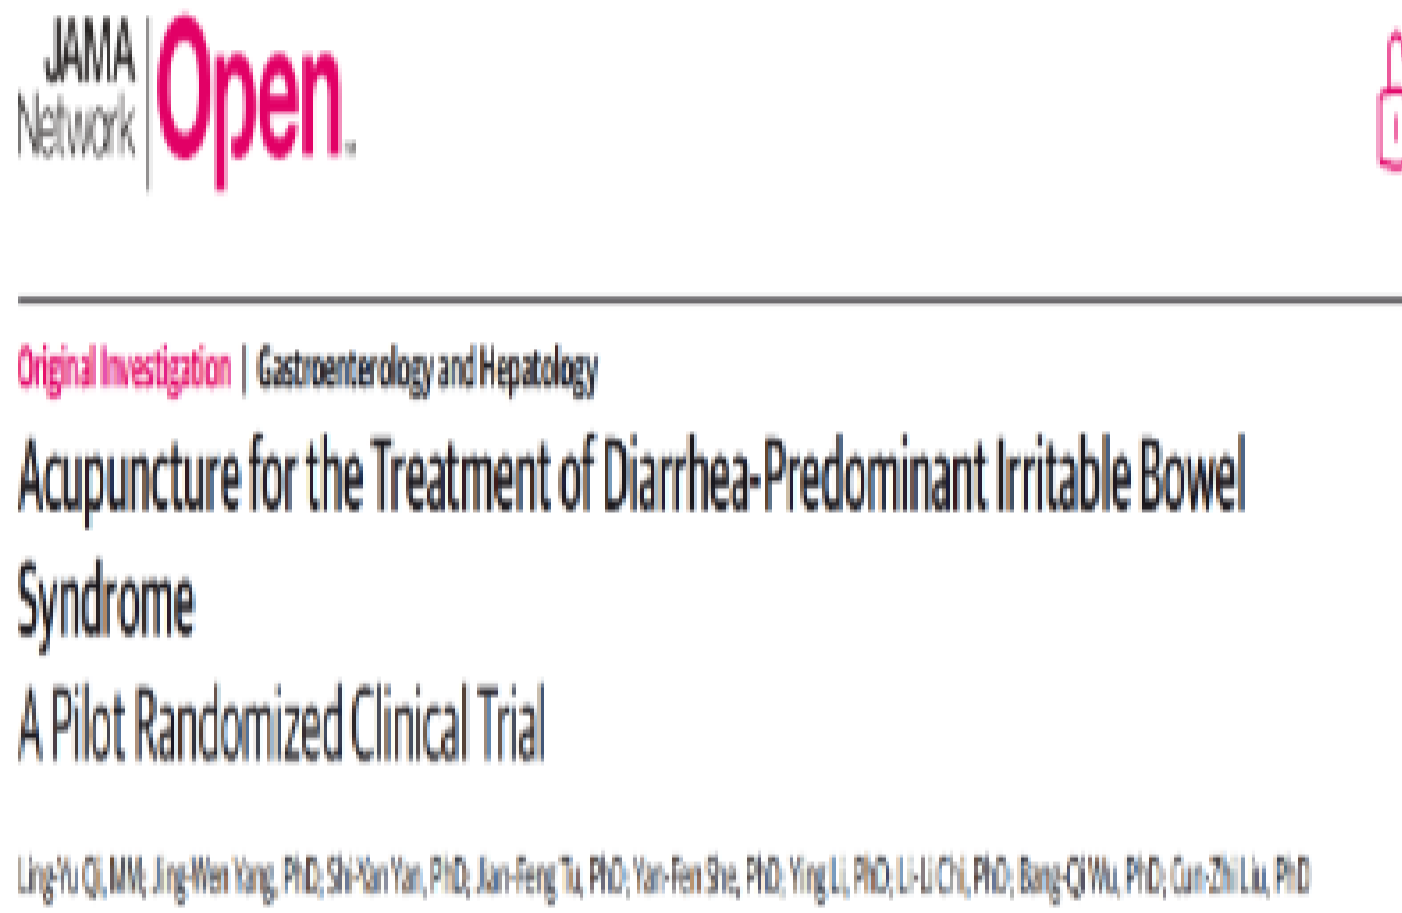 JAMA
Network
Open
Original Investigation | Gastroenterology and Hepatology
Acupuncture for the Treatment of Diarrhea-Predominant Irritable Bowel
Syndrome
A Pilot Randomized Clinical Trial
Ling-Yu Qi, MM; Jing-Wen Yang, PhD; Shi-Yan Yan, PhD; Jian-Feng Tu, PhD; Yan-Fen She, PhD; Ying Li, PhD; Li-Li Chi, PhD; Bang-Qi Wu, PhD; Cun-Zhi Liu, PhD